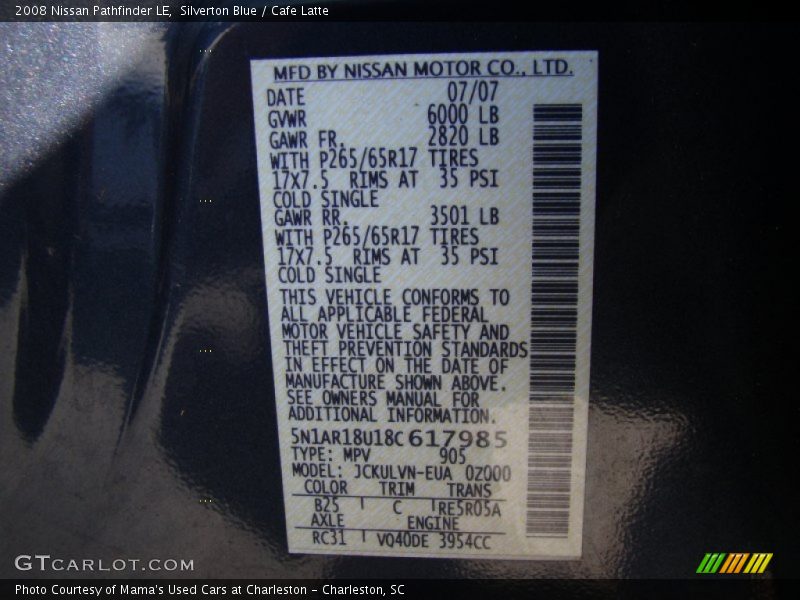 2008 Nissan Pathfinder LE, Silverton Blue / Cafe Latte
MFD BY NISSAN MOTOR CO., LTD.
DATE 07/07
GVWR 6000 LB
GAWR FR. 2820 LB
WITH P265/65R17 TIRES
17X7.5 RIMS AT 35 PSI
COLD SINGLE
GAWR RR. 3501 LB
WITH P265/65R17 TIRES
17X7.5 RIMS AT 35 PSI
COLD SINGLE
THIS VEHICLE CONFORMS TO
ALL APPLICABLE FEDERAL
MOTOR VEHICLE SAFETY AND
THEFT PREVENTION STANDARDS
IN EFFECT ON THE DATE OF
MANUFACTURE SHOWN ABOVE.
SEE OWNERS MANUAL FOR
ADDITIONAL INFORMATION.
5N1AR18U18C617985
TYPE: MPV 905
MODEL: JCKULVN-EUA 0Z000
COLOR TRIM TRANS
B25 C RE5R05A
AXLE ENGINE
RC31 VQ40DE 3954CC
GTCARLOT.COM
Photo Courtesy of Mama's Used Cars at Charleston - Charleston, SC